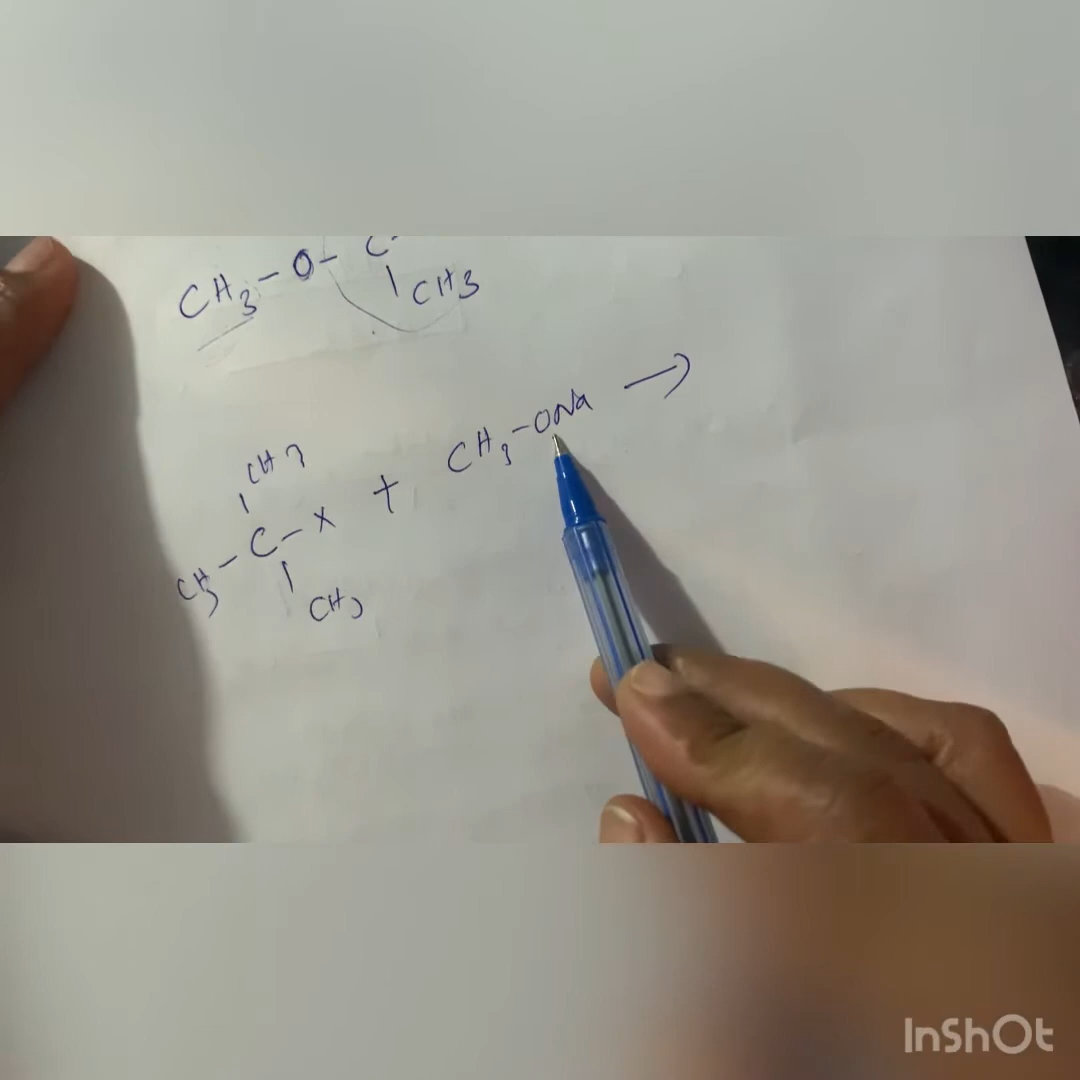 CH3-O-C-
CH3
CH3-ONa →
CH3
CH3-C-X +
CH3
InShOt